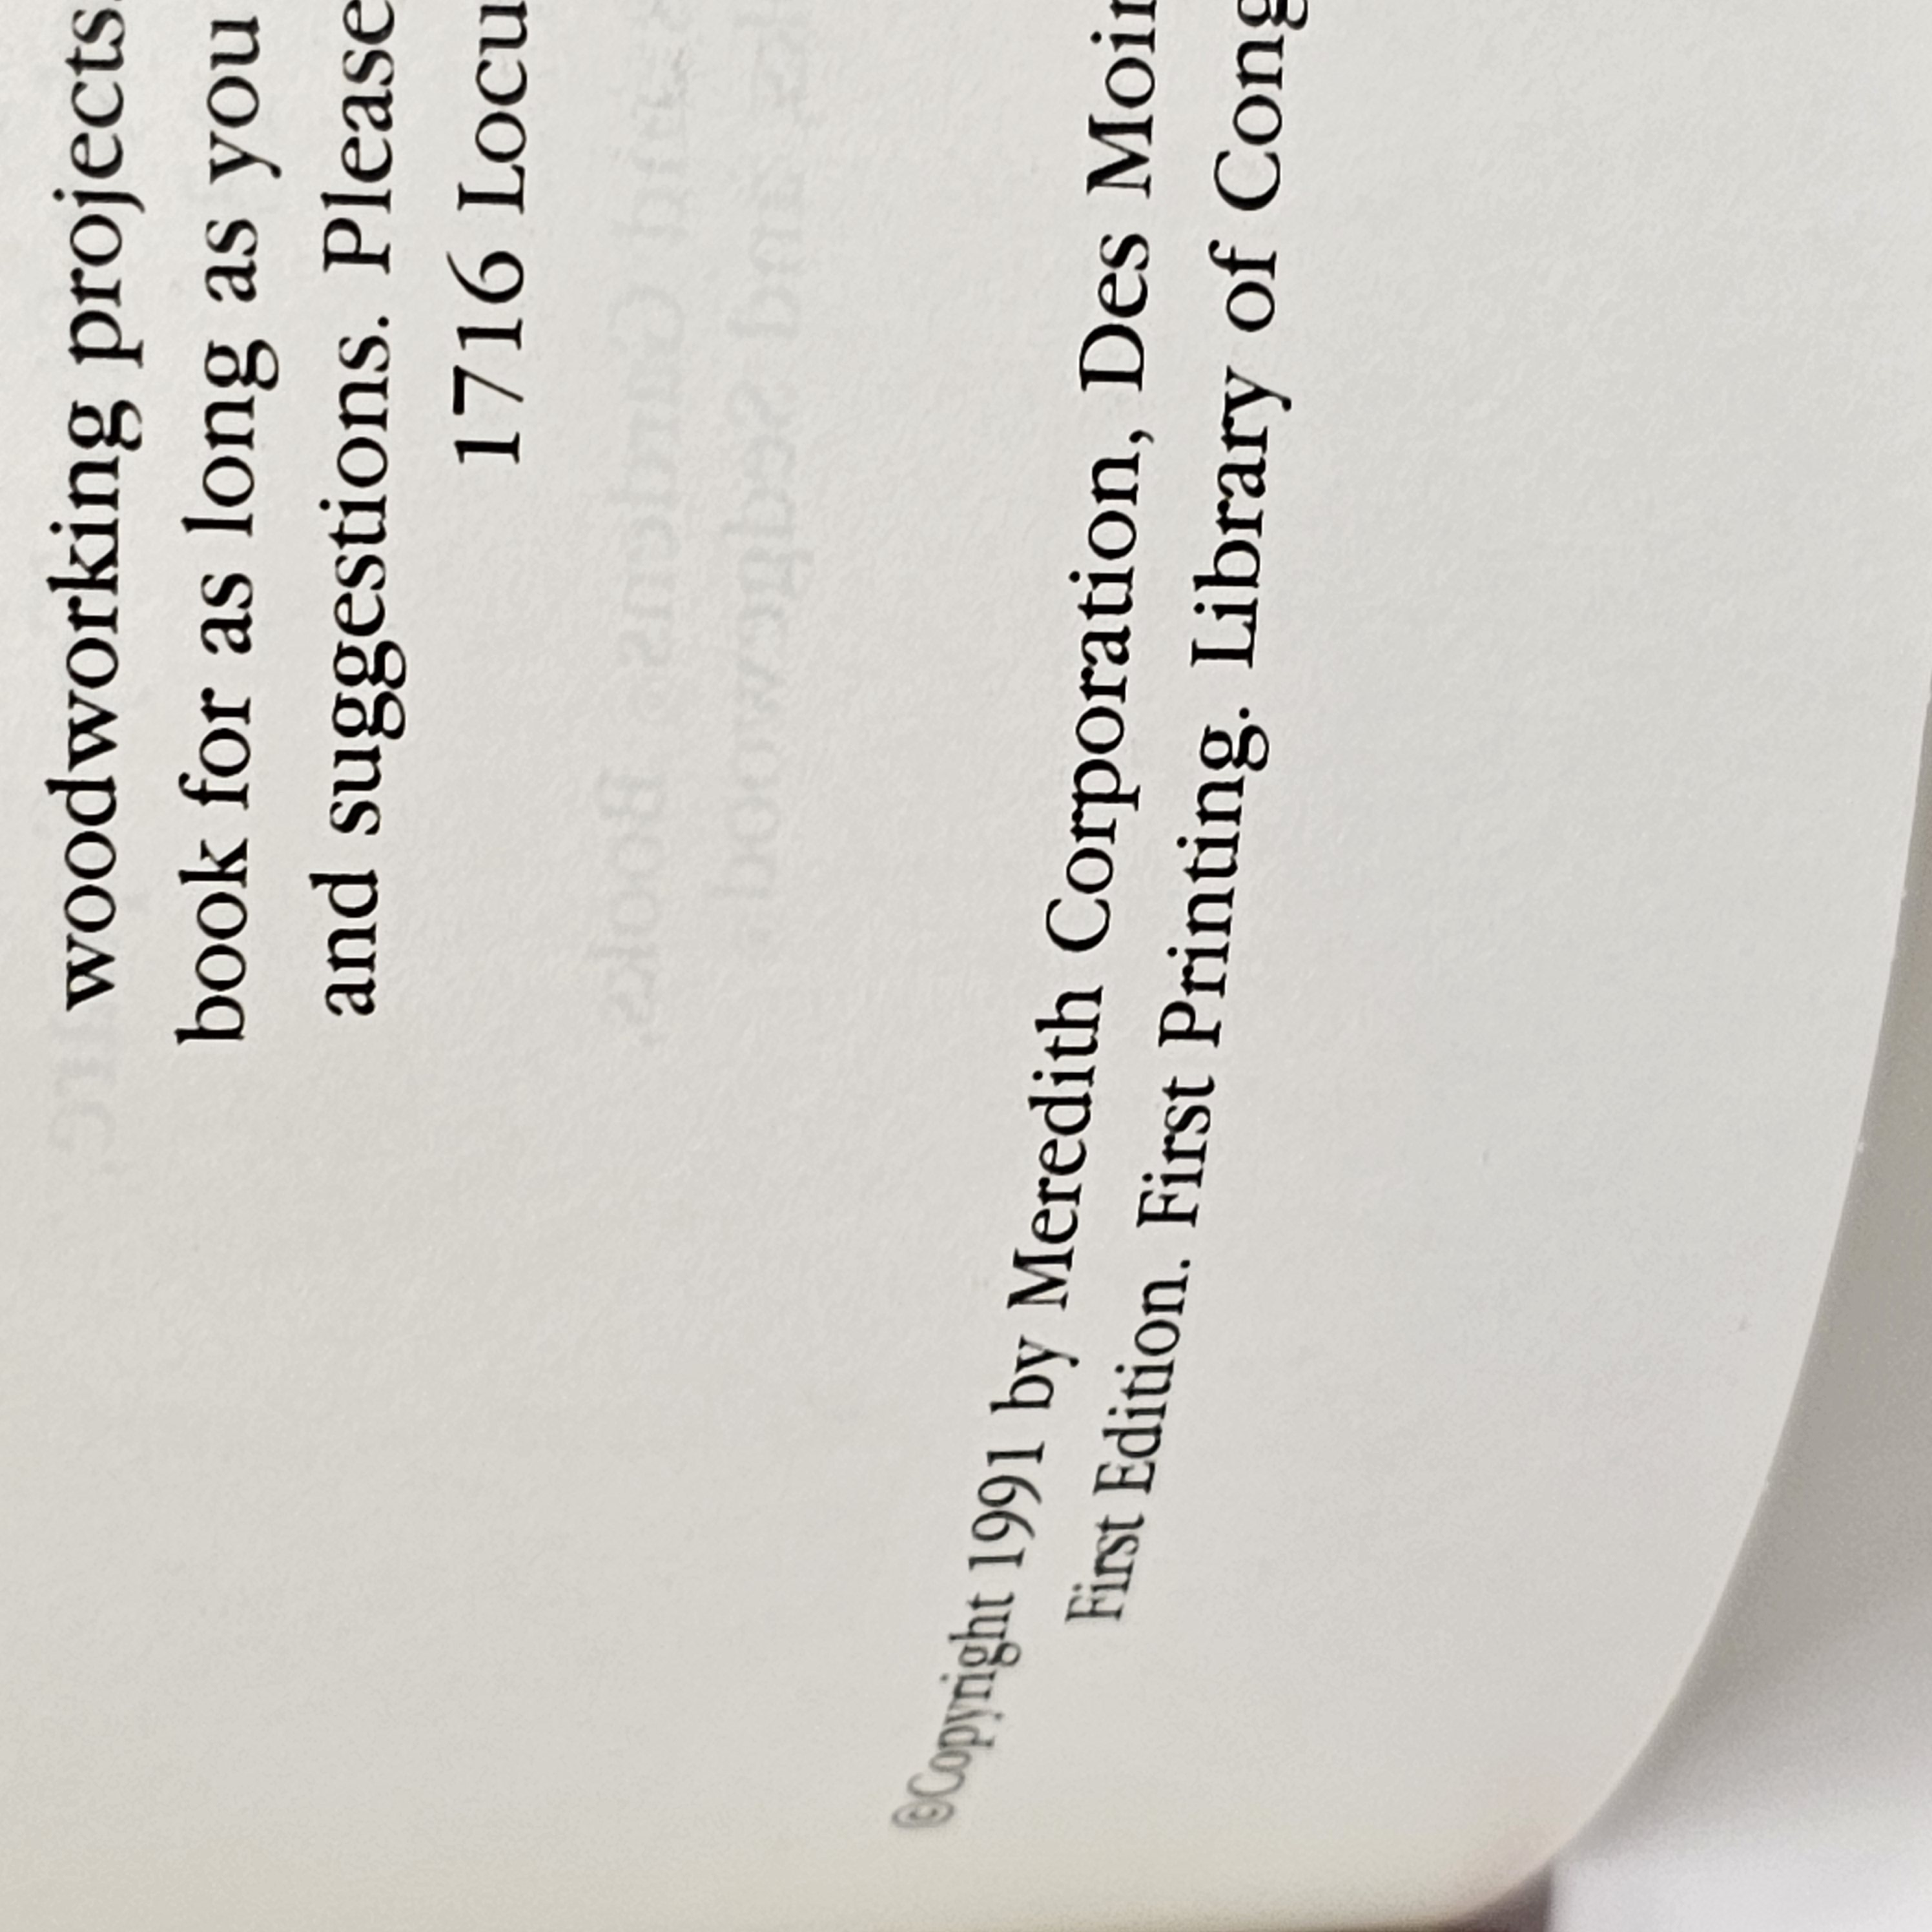 woodworking projects.
book for as long as you
and suggestions. Please
1716 Locu
©Copyright 1991 by Meredith Corporation, Des Moin
First Edition. First Printing. Library of Cong